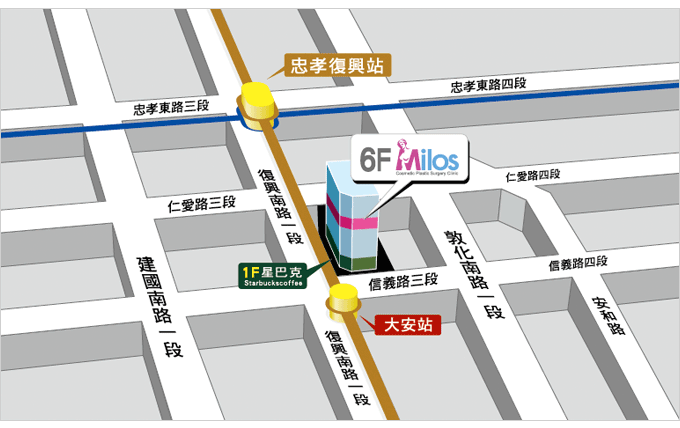 忠孝復興站
忠孝東路四段
忠孝東路三段
6F Milos
Cosmetic Plastic Surgery Clinic
復興南路一段
仁愛路四段
仁愛路三段
敦化南路一段
建國南路一段
1F星巴克
Starbuckscoffee
信義路四段
信義路三段
安和路
大安站
復興南路一段